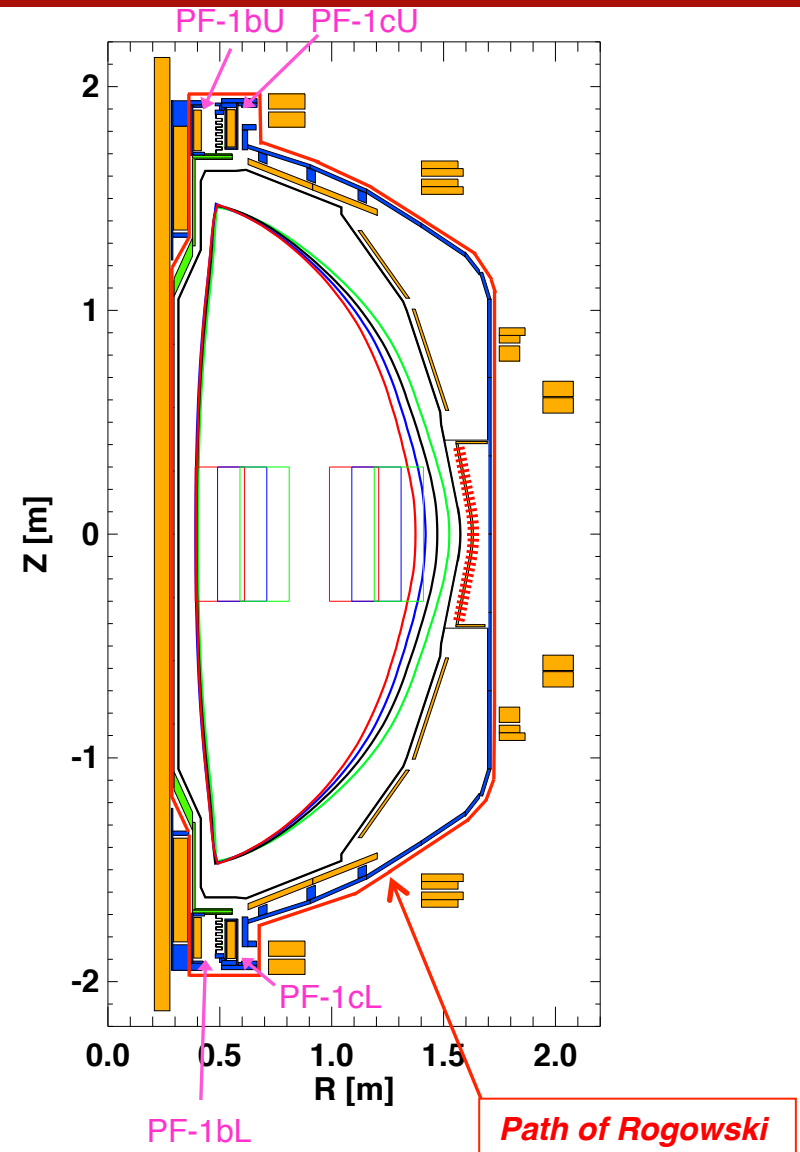 PF-1bU PF-1cU
2
1
0
-1
-2
Z [m]
PF-1cL
0.0 0.5 1.0 1.5 2.0
R [m]
PF-1bL
Path of Rogowski